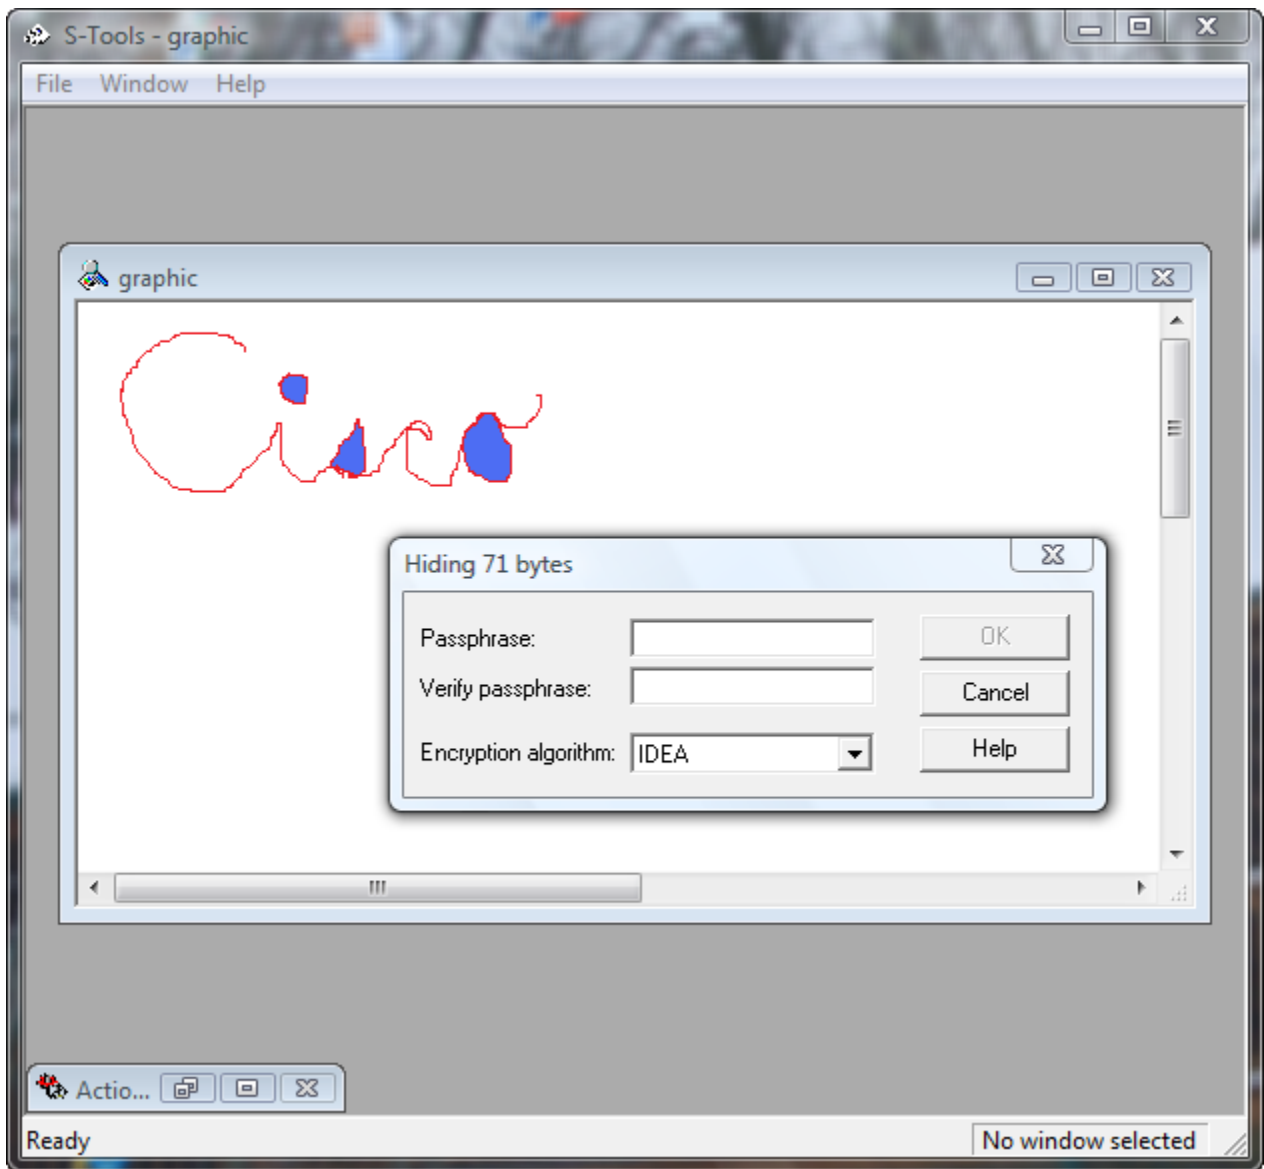 S-Tools - graphic
File Window Help
graphic
Cisco
Hiding 71 bytes
Passphrase:
OK
Verify passphrase:
Cancel
Encryption algorithm:
IDEA
Help
Actio...
Ready
No window selected